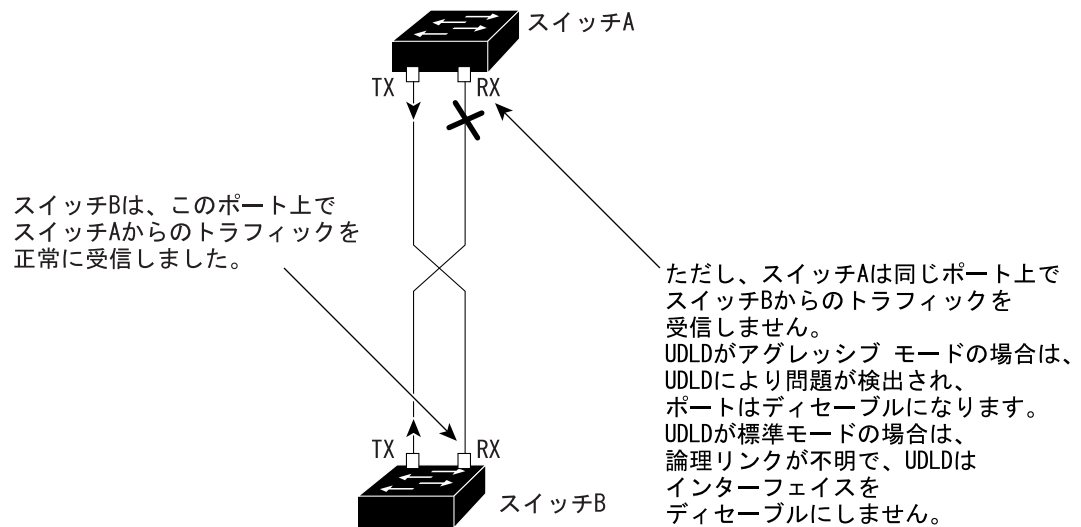 スイッチA
TX
RX
スイッチBは、このポート上で
スイッチAからのトラフィックを
正常に受信しました。
ただし、スイッチAは同じポート上で
スイッチBからのトラフィックを
受信しません。
UDLDがアグレッシブ モードの場合は、
UDLDにより問題が検出され、
ポートはディセーブルになります。
UDLDが標準モードの場合は、
論理リンクが不明で、UDLDは
インターフェイスを
ディセーブルにしません。
TX
RX
スイッチB